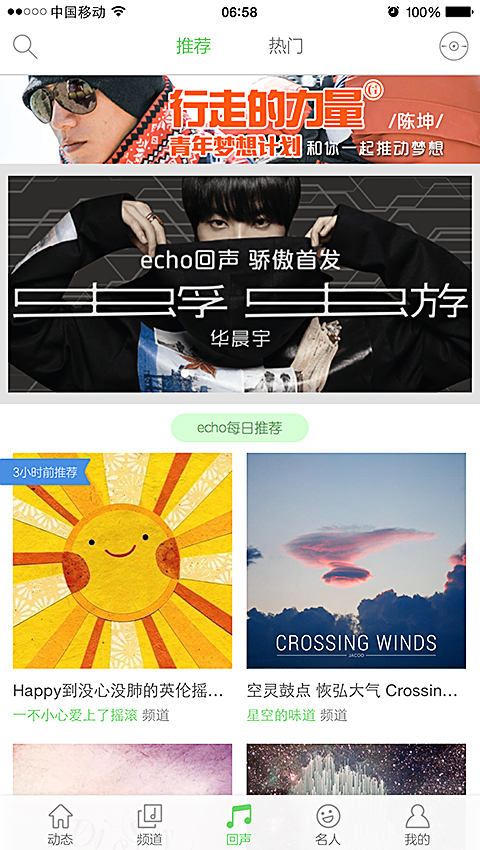 中国移动 06:58 100%
推荐 热门
行走的力量
/陈坤/
青年梦想计划 和你一起推动梦想
echo回声 骄傲首发
蜉蝣
华晨宇
echo每日推荐
3小时前推荐
CROSSING WINDS
JACOO
Happy到没心没肺的英伦摇... 空灵鼓点 恢弘大气 Crossin...
一不小心爱上了摇滚 频道 星空的味道 频道
动态 频道 回声 名人 我的